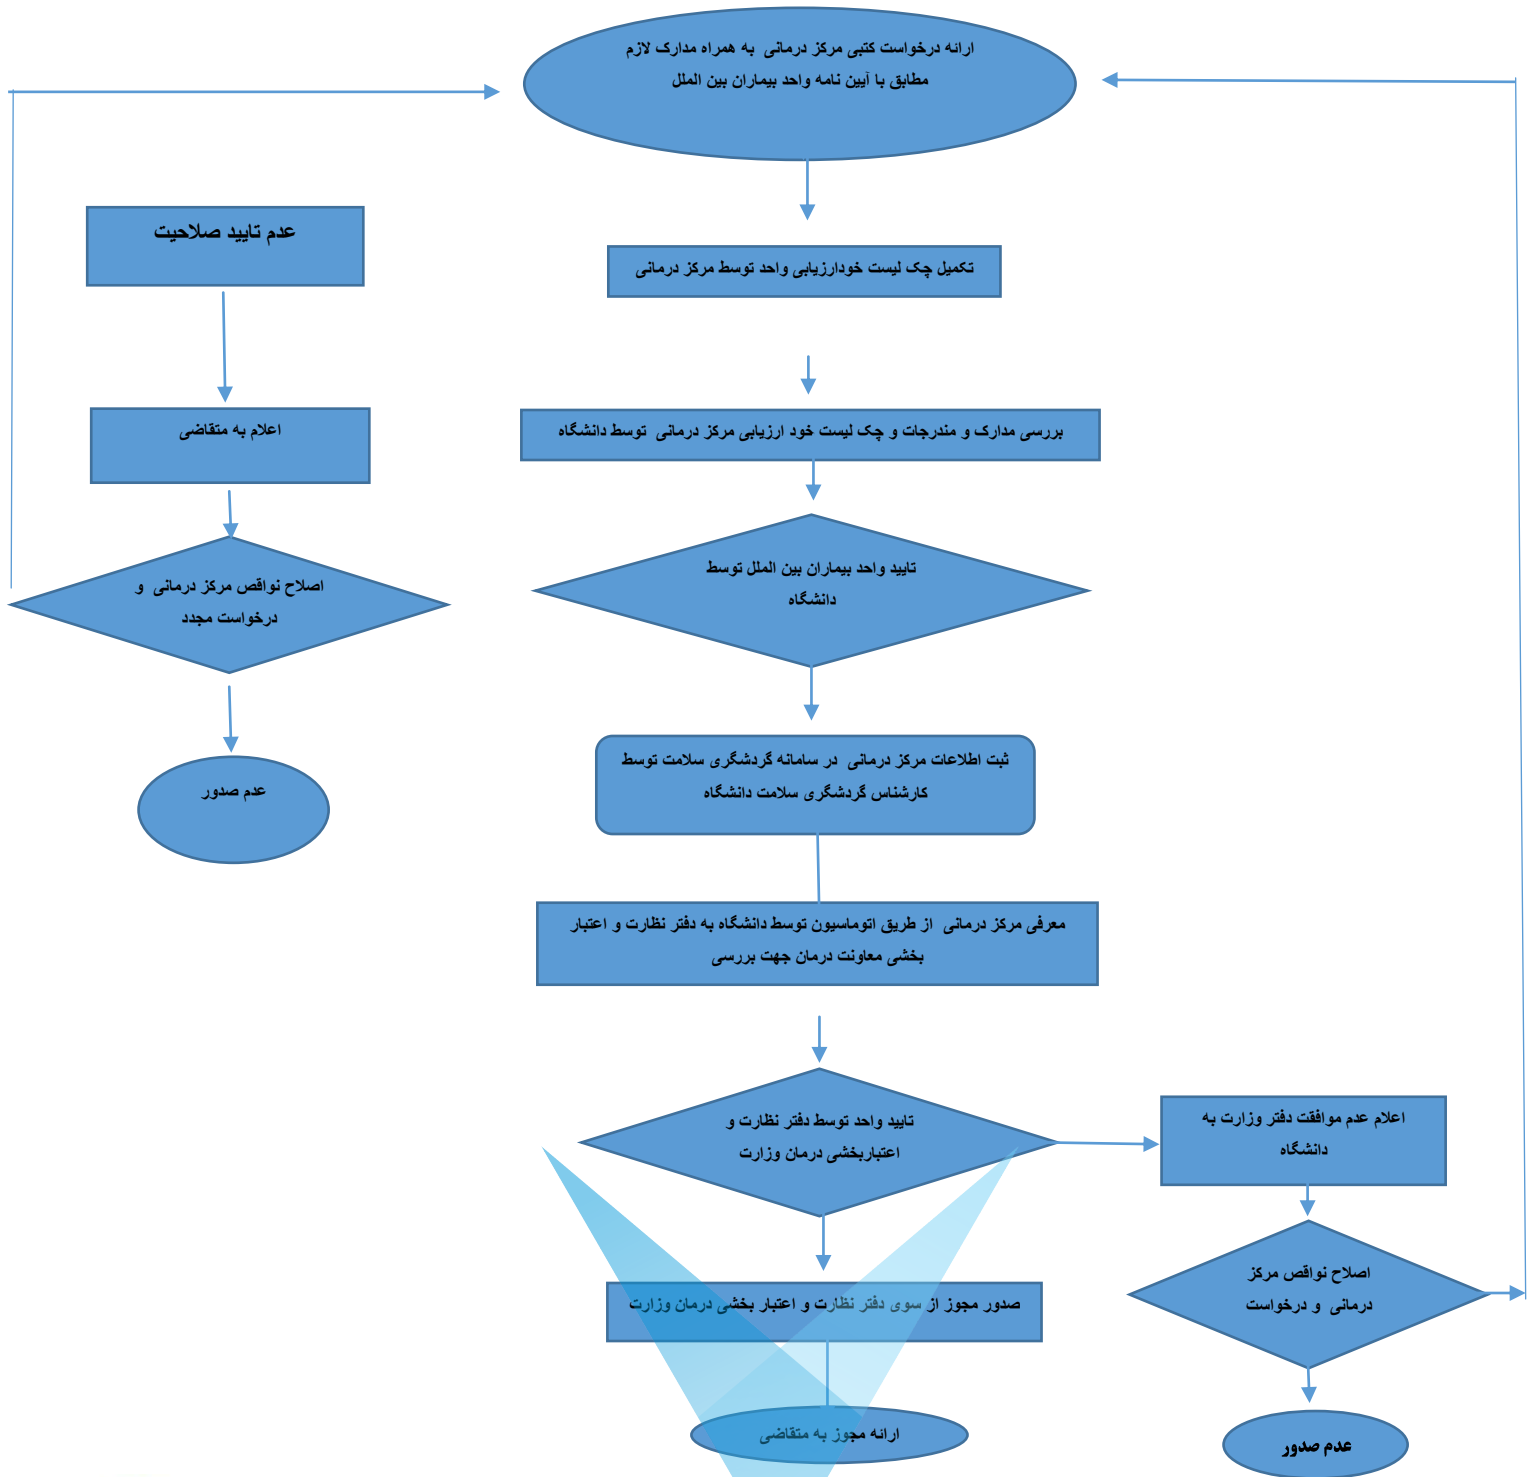 ارائه درخواست کتبی مرکز درمانی به همراه مدارک لازم
مطابق با آیین نامه واحد بیماران بین الملل
تکمیل چک لیست خودارزیابی واحد توسط مرکز درمانی
بررسی مدارک و مندرجات و چک لیست خود ارزیابی مرکز درمانی توسط دانشگاه
تایید واحد بیماران بین الملل توسط
دانشگاه
ثبت اطلاعات مرکز درمانی در سامانه گردشگری سلامت توسط
کارشناس گردشگری سلامت دانشگاه
معرفی مرکز درمانی از طریق اتوماسیون توسط دانشگاه به دفتر نظارت و اعتبار
بخشی معاونت درمان جهت بررسی
تایید واحد توسط دفتر نظارت و
اعتباربخشی درمان وزارت
صدور مجوز از سوی دفتر نظارت و اعتبار بخشی درمان وزارت
ارائه مجوز به متقاضی
اعلام عدم موافقت دفتر وزارت به
دانشگاه
اصلاح نواقص مرکز
درمانی و درخواست
عدم صدور
عدم تایید صلاحیت
اعلام به متقاضی
اصلاح نواقص مرکز درمانی و
درخواست مجدد
عدم صدور